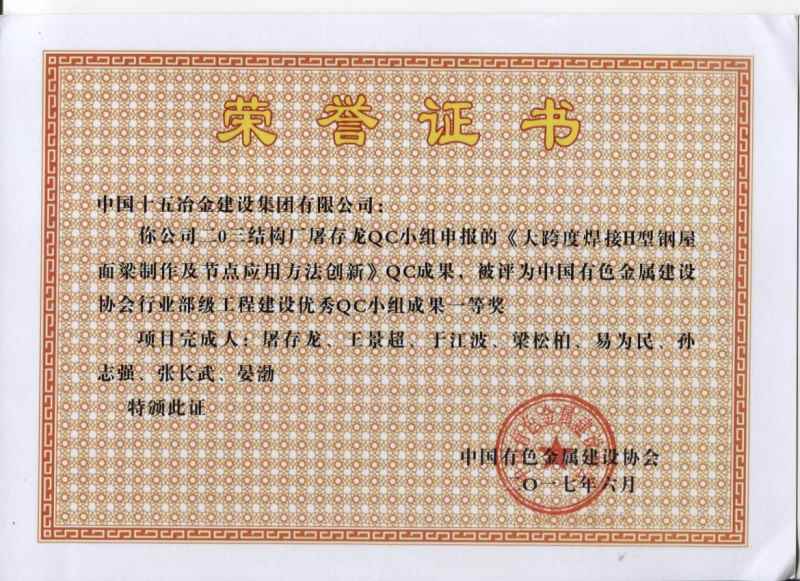 荣誉证书
中国十五冶金建设集团有限公司：
你公司二〇三结构厂屠存龙QC小组申报的《大跨度焊接H型钢屋
面梁制作及节点应用方法创新》QC成果，被评为中国有色金属建设
协会行业部级工程建设优秀QC小组成果一等奖
项目完成人：屠存龙、王景超、于江波、梁松柏、易为民、孙
志强、张长武、晏渤
特颁此证
中国有色金属建设协会
二〇一七年六月